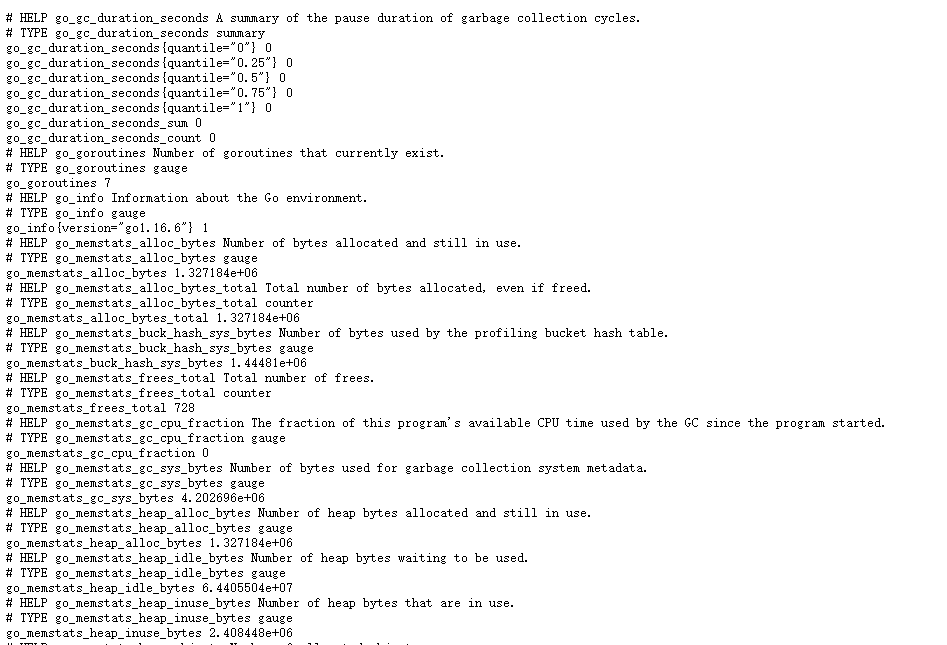 # HELP go_gc_duration_seconds A summary of the pause duration of garbage collection cycles.
# TYPE go_gc_duration_seconds summary
go_gc_duration_seconds{quantile="0"} 0
go_gc_duration_seconds{quantile="0.25"} 0
go_gc_duration_seconds{quantile="0.5"} 0
go_gc_duration_seconds{quantile="0.75"} 0
go_gc_duration_seconds{quantile="1"} 0
go_gc_duration_seconds_sum 0
go_gc_duration_seconds_count 0
# HELP go_goroutines Number of goroutines that currently exist.
# TYPE go_goroutines gauge
go_goroutines 7
# HELP go_info Information about the Go environment.
# TYPE go_info gauge
go_info{version="go1.16.6"} 1
# HELP go_memstats_alloc_bytes Number of bytes allocated and still in use.
# TYPE go_memstats_alloc_bytes gauge
go_memstats_alloc_bytes 1.327184e+06
# HELP go_memstats_alloc_bytes_total Total number of bytes allocated, even if freed.
# TYPE go_memstats_alloc_bytes_total counter
go_memstats_alloc_bytes_total 1.327184e+06
# HELP go_memstats_buck_hash_sys_bytes Number of bytes used by the profiling bucket hash table.
# TYPE go_memstats_buck_hash_sys_bytes gauge
go_memstats_buck_hash_sys_bytes 1.44481e+06
# HELP go_memstats_frees_total Total number of frees.
# TYPE go_memstats_frees_total counter
go_memstats_frees_total 728
# HELP go_memstats_gc_cpu_fraction The fraction of this program's available CPU time used by the GC since the program started.
# TYPE go_memstats_gc_cpu_fraction gauge
go_memstats_gc_cpu_fraction 0
# HELP go_memstats_gc_sys_bytes Number of bytes used for garbage collection system metadata.
# TYPE go_memstats_gc_sys_bytes gauge
go_memstats_gc_sys_bytes 4.202696e+06
# HELP go_memstats_heap_alloc_bytes Number of heap bytes allocated and still in use.
# TYPE go_memstats_heap_alloc_bytes gauge
go_memstats_heap_alloc_bytes 1.327184e+06
# HELP go_memstats_heap_idle_bytes Number of heap bytes waiting to be used.
# TYPE go_memstats_heap_idle_bytes gauge
go_memstats_heap_idle_bytes 6.4405504e+07
# HELP go_memstats_heap_inuse_bytes Number of heap bytes that are in use.
# TYPE go_memstats_heap_inuse_bytes gauge
go_memstats_heap_inuse_bytes 2.408448e+06